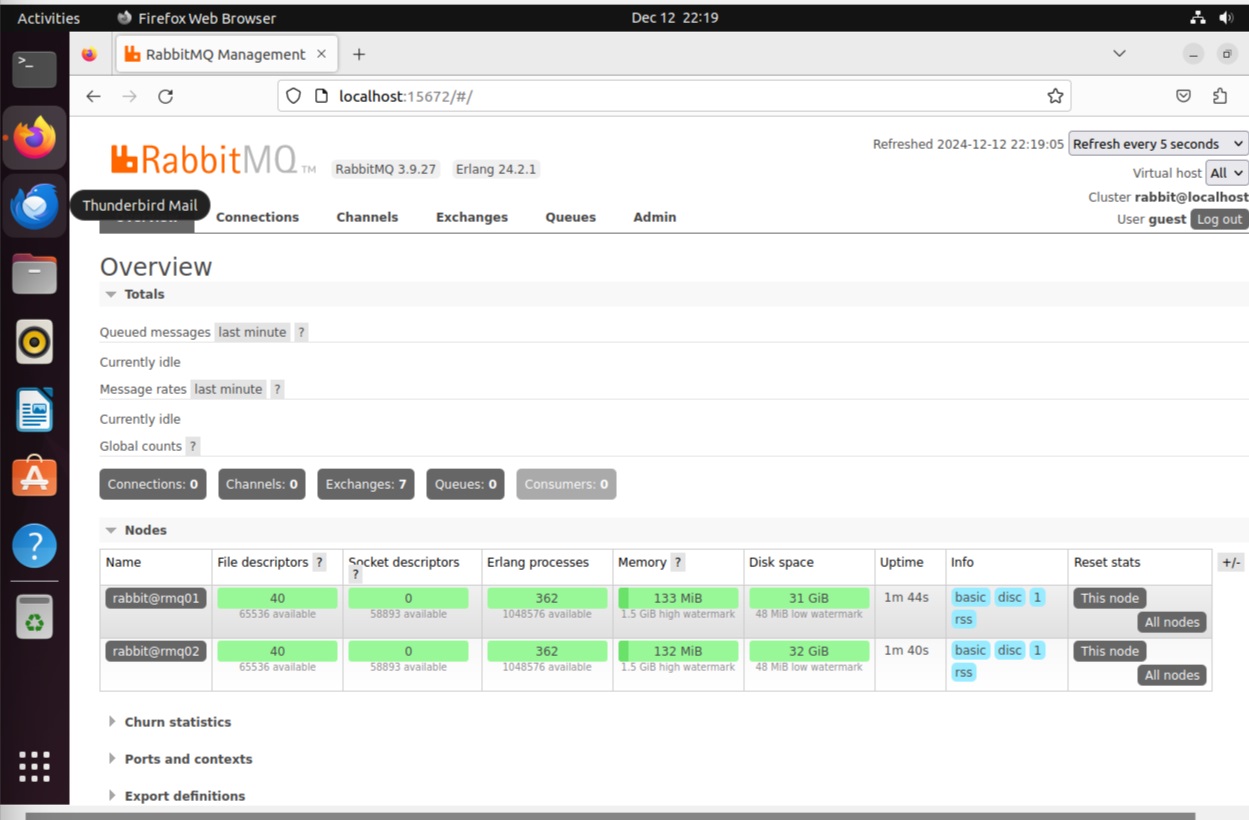 Activities Firefox Web Browser Dec 12 22:19
RabbitMQ Management
localhost:15672/#/
Refreshed 2024-12-12 22:19:05 Refresh every 5 seconds
RabbitMQ TM RabbitMQ 3.9.27 Erlang 24.2.1
Virtual host All
Cluster rabbit@localhost
User guest Log out
Thunderbird Mail
Connections Channels Exchanges Queues Admin
Overview
Totals
Queued messages last minute ?
Currently idle
Message rates last minute ?
Currently idle
Global counts ?
Connections: 0 Channels: 0 Exchanges: 7 Queues: 0 Consumers: 0
Nodes
Name File descriptors ? Socket descriptors ? Erlang processes Memory ? Disk space Uptime Info Reset stats +/-
rabbit@rmq01 40 0 362 133 MiB 31 GiB 1m 44s basic disc 1 This node
65536 available 58893 available 1048576 available 1.5 GiB high watermark 48 MiB low watermark
rss All nodes
rabbit@rmq02 40 0 362 132 MiB 32 GiB 1m 40s basic disc 1 This node
65536 available 58893 available 1048576 available 1.5 GiB high watermark 48 MiB low watermark
rss All nodes
Churn statistics
Ports and contexts
Export definitions